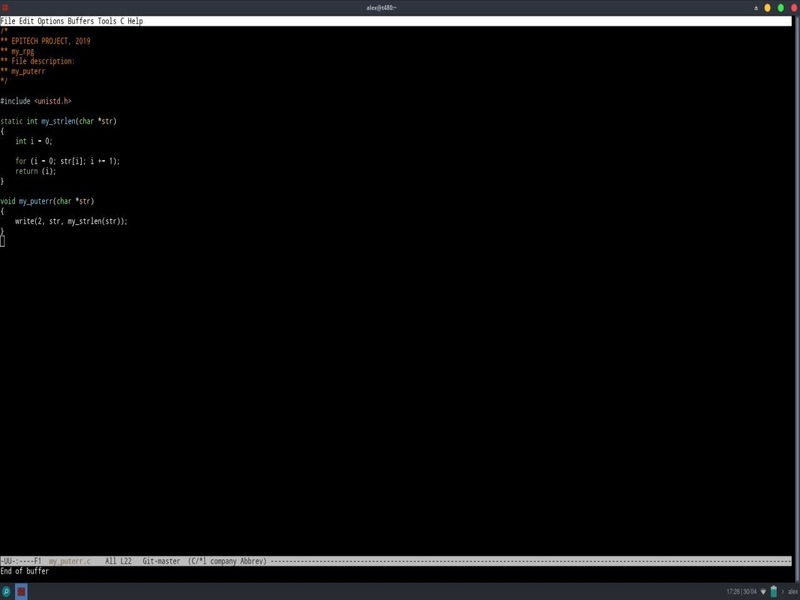 alex@t480:~
File Edit Options Buffers Tools C Help
/*
** EPITECH PROJECT, 2019
** my_rpg
** File description:
** my_puterr
*/
#include <unistd.h>
static int my_strlen(char *str)
{
int i = 0;
for (i = 0; str[i]; i += 1);
return (i);
}
void my_puterr(char *str)
{
write(2, str, my_strlen(str));
}
-UU-:----F1 my_puterr.c All L22 Git-master (C/*l company Abbrev)
End of buffer
17:26 | 30/04 alex